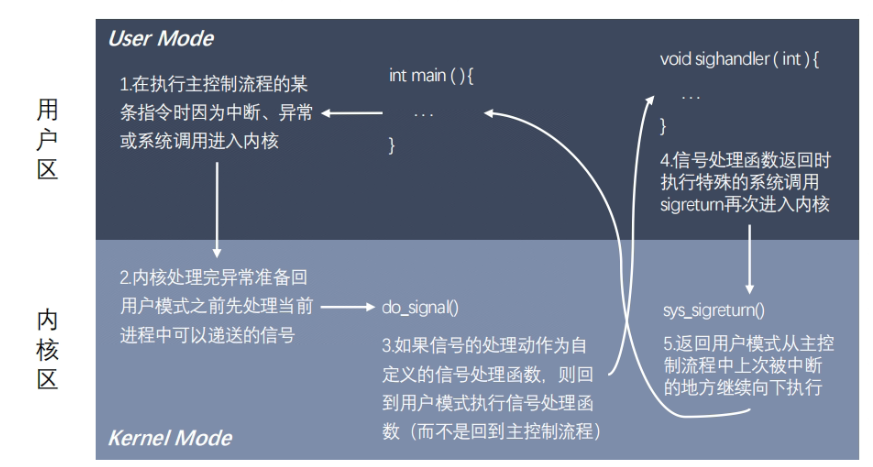 用
户
区
User Mode
1.在执行主控制流程的某
条指令时因为中断、异常
或系统调用进入内核
int main ( ) {
...
}
void sighandler ( int ) {
...
}
4.信号处理函数返回时
执行特殊的系统调用
sigreturn再次进入内核
内
核
区
2.内核处理完异常准备回
用户模式之前先处理当前
进程中可以递送的信号
do_signal()
3.如果信号的处理动作为自
定义的信号处理函数，则回
到用户模式执行信号处理函
数（而不是回到主控制流程）
sys_sigreturn()
5.返回用户模式从主控
制流程中上次被中断
的地方继续向下执行
Kernel Mode